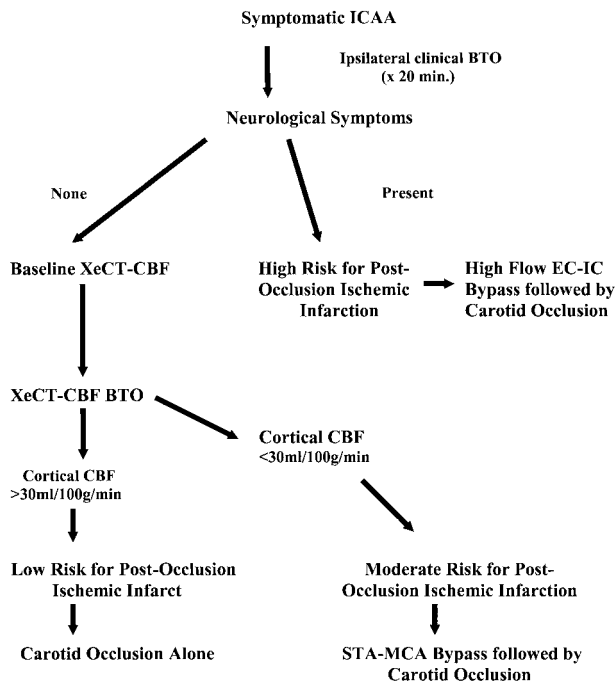 Symptomatic ICAA
Ipsilateral clinical BTO
(x 20 min.)
Neurological Symptoms
None
Present
Baseline XeCT-CBF
High Risk for Post-
Occlusion Ischemic
Infarction
High Flow EC-IC
Bypass followed by
Carotid Occlusion
XeCT-CBF BTO
Cortical CBF
<30ml/100g/min
Cortical CBF
>30ml/100g/min
Low Risk for Post-Occlusion
Ischemic Infarct
Moderate Risk for Post-
Occlusion Ischemic Infarction
Carotid Occlusion Alone
STA-MCA Bypass followed by
Carotid Occlusion